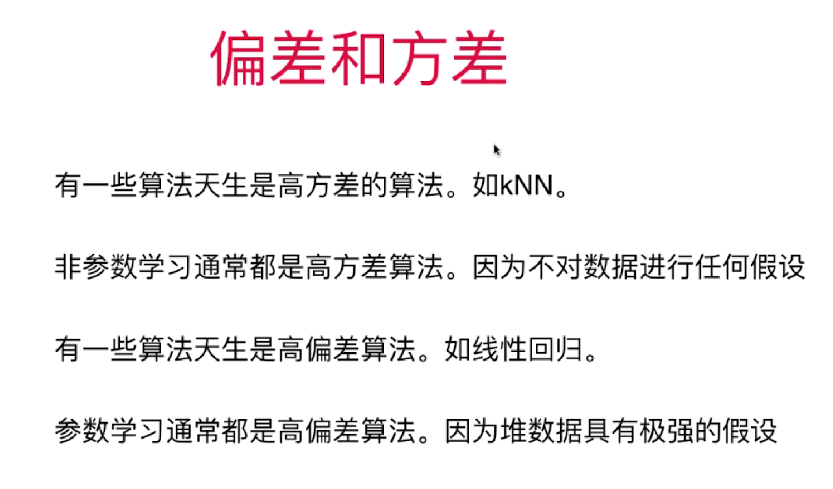 偏差和方差
有一些算法天生是高方差的算法。如kNN。
非参数学习通常都是高方差算法。因为不对数据进行任何假设
有一些算法天生是高偏差算法。如线性回归。
参数学习通常都是高偏差算法。因为堆数据具有极强的假设